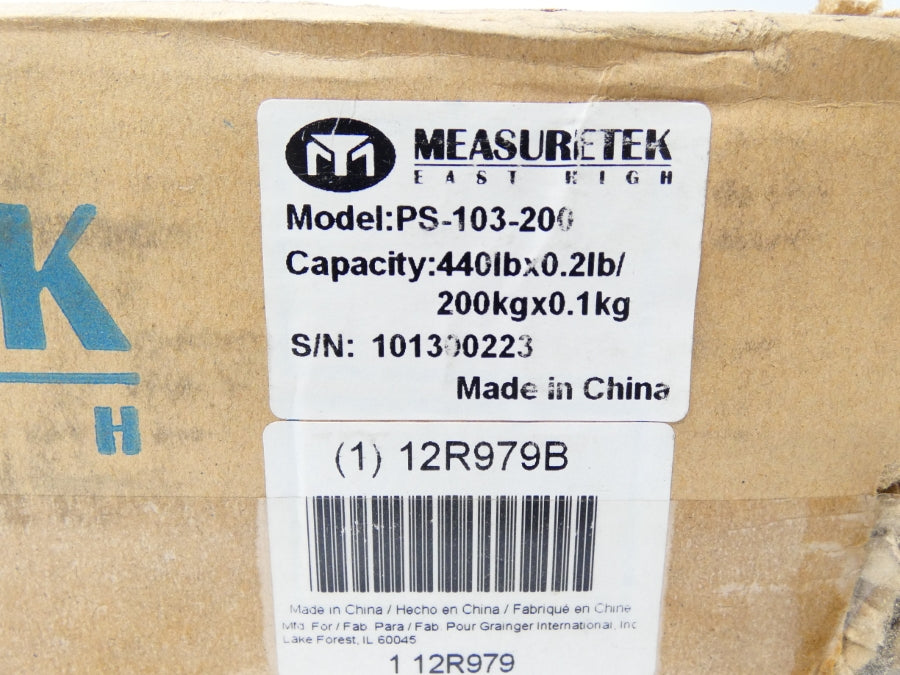 MEASURETEK
EAST HIGH
Model:PS-103-200
Capacity:440lbx0.2lb/
200kgx0.1kg
S/N: 101300223
Made in China
K
H
(1) 12R979B
Made in China / Hecho en China / Fabriqué en Chine
Mfd. For / Fab. Para / Fab. Pour Grainger International, Inc
Lake Forest, IL 60045
1 12R979